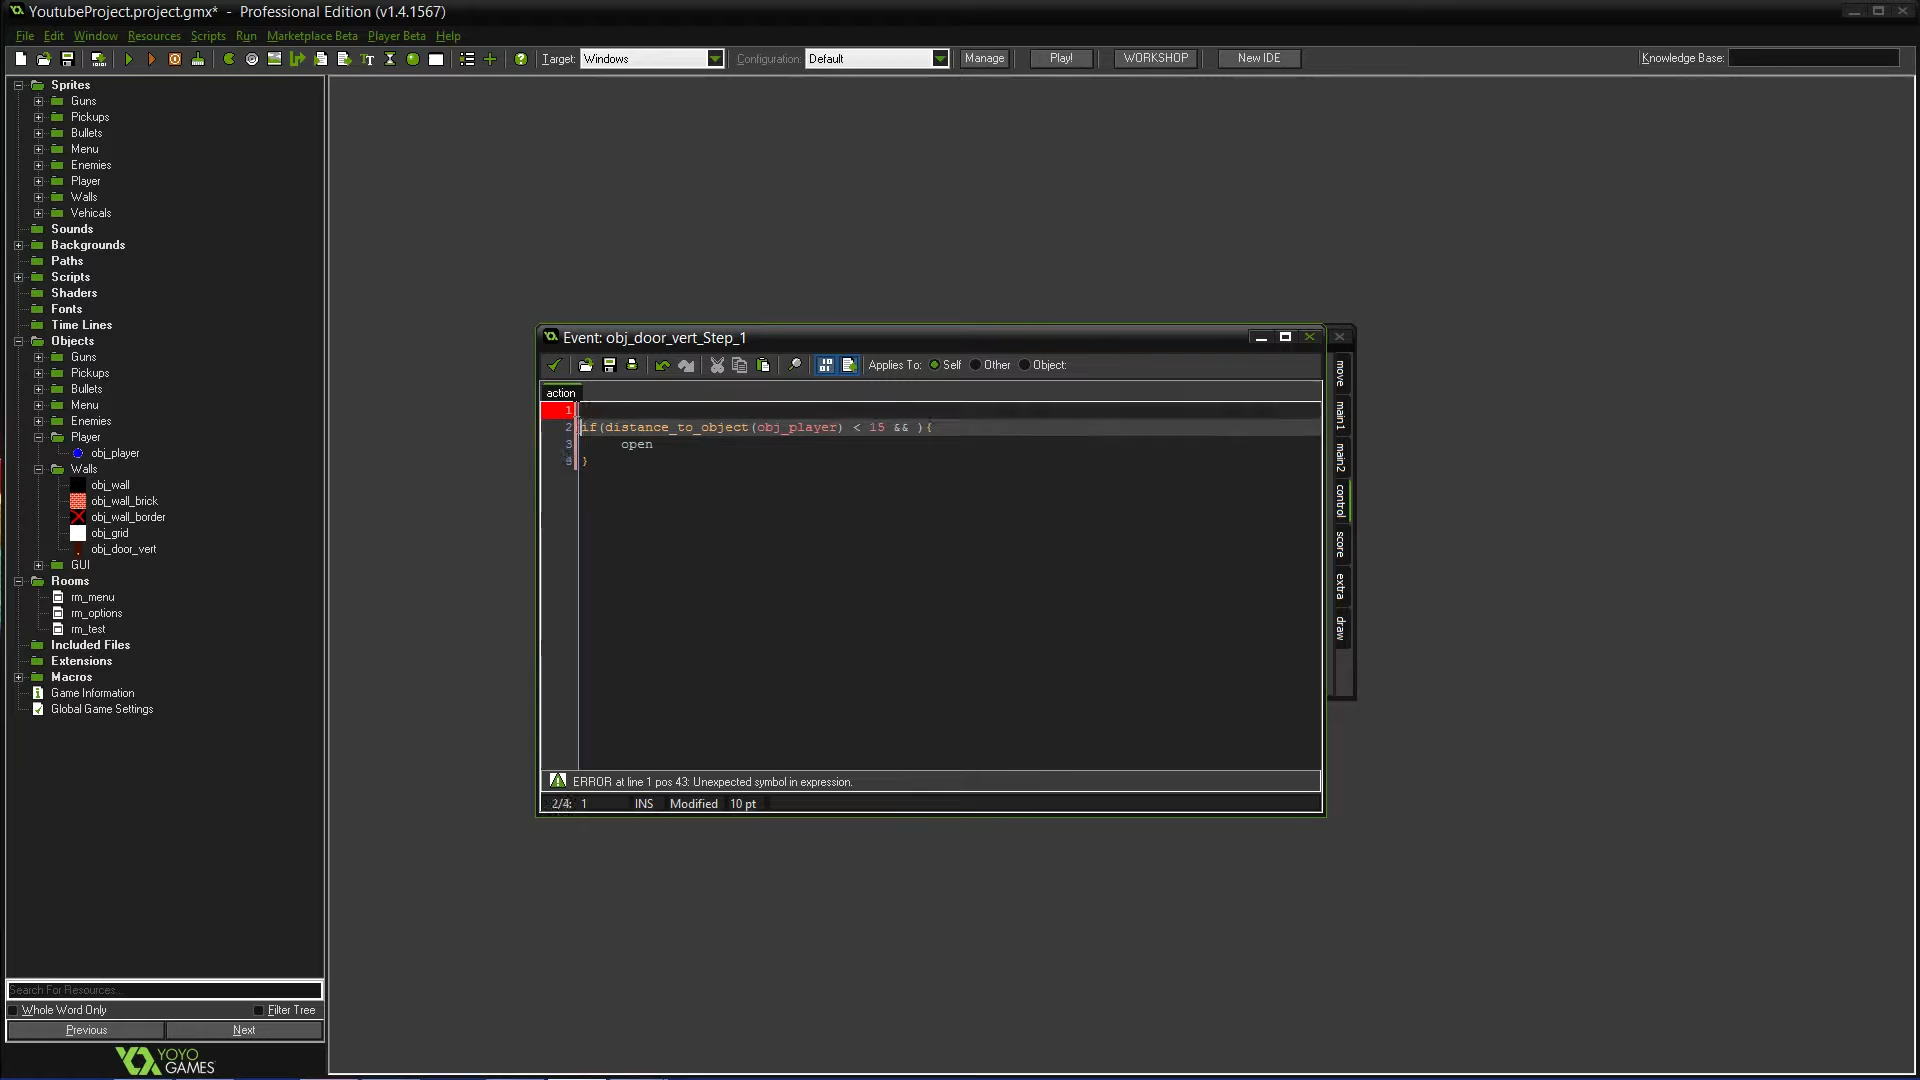 YoutubeProject.project.gmx* - Professional Edition (v1.4.1567)
File Edit Window Resources Scripts Run Marketplace Beta Player Beta Help
Target: Windows Configuration: Default Manage Play! WORKSHOP New IDE Knowledge Base:
Sprites
Guns
Pickups
Bullets
Menu
Enemies
Player
Walls
Vehicals
Sounds
Backgrounds
Paths
Scripts
Shaders
Fonts
Time Lines
Objects
Guns
Pickups
Bullets
Menu
Enemies
Player
obj_player
Walls
obj_wall
obj_wall_brick
obj_wall_border
obj_grid
obj_door_vert
GUI
Rooms
rm_menu
rm_options
rm_test
Included Files
Extensions
Macros
Game Information
Global Game Settings
Search For Resources...
Whole Word Only Filter Tree
Previous Next
YOYO
GAMES
Event: obj_door_vert_Step_1
Applies To: Self Other Object:
action
1
2 if(distance_to_object(obj_player) < 15 && ){
3 open
}
ERROR at line 1 pos 43: Unexpected symbol in expression.
2/4: 1 INS Modified 10 pt
move
main1
main2
control
score
extra
draw